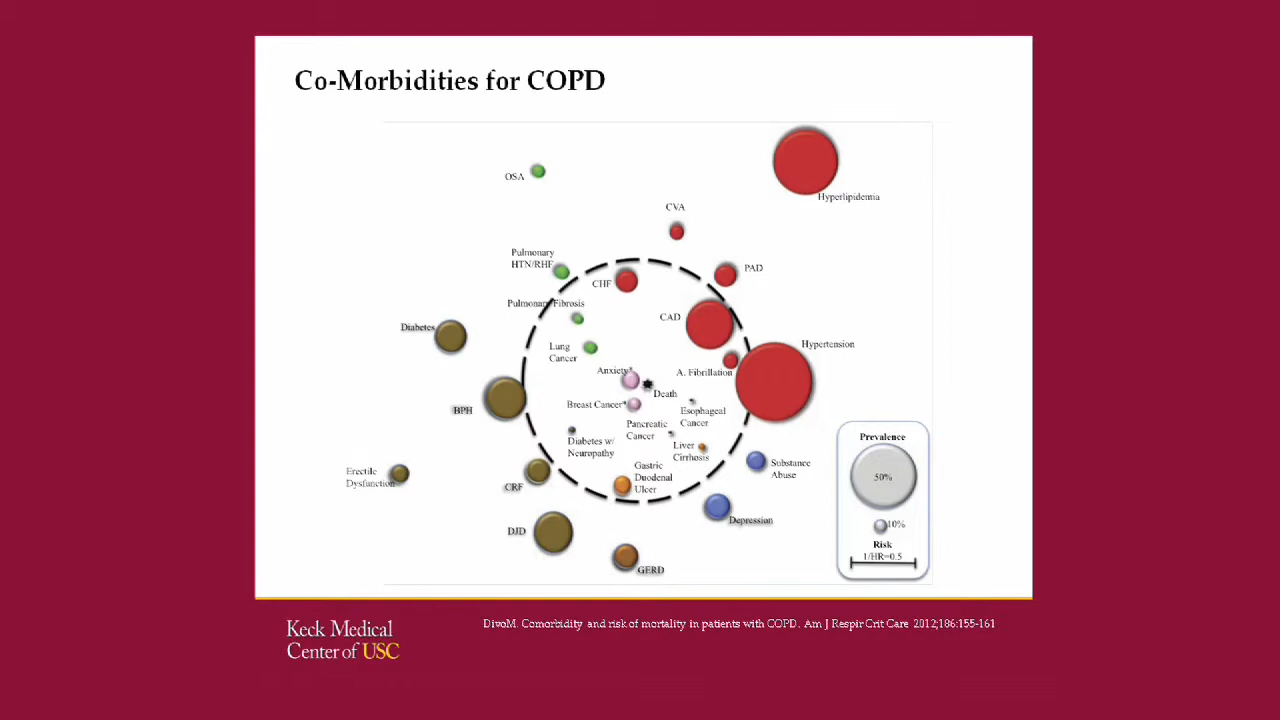 Co-Morbidities for COPD
OSA
Hyperlipidemia
CVA
Pulmonary
HTN/RHF
PAD
CHF
Pulmonary Fibrosis
CAD
Diabetes
Hypertension
Lung
Cancer
Anxiety*
A. Fibrillation
Death
Breast Cancer*
Esophageal
Cancer
BPH
Pancreatic
Cancer
Diabetes w/
Neuropathy
Liver
Cirrhosis
Prevalence
50%
10%
Risk
1/HR=0.5
Erectile
Dysfunction
Substance
Abuse
Gastric
Duodenal
Ulcer
CRF
Depression
DJD
GERD
Keck Medical
Center of USC
DivoM. Comorbidity and risk of mortality in patients with COPD. Am J Respir Crit Care 2012;186:155-161